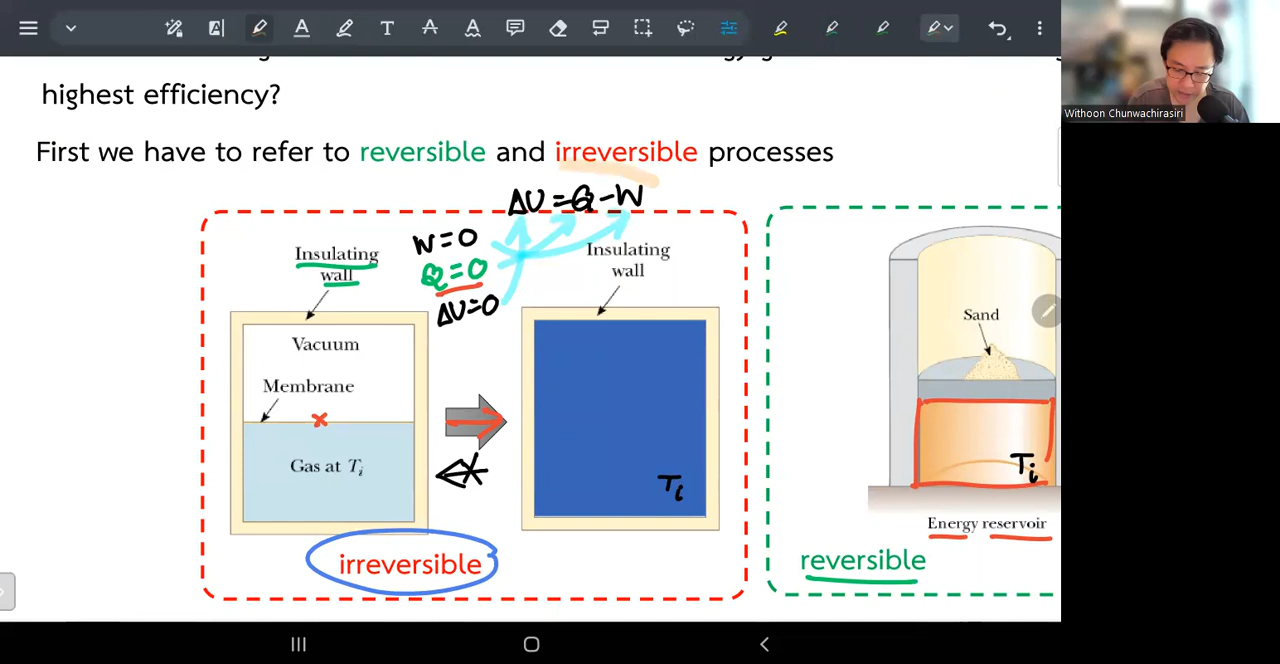 Withoon Chunwachirasiri
highest efficiency?
First we have to refer to reversible and irreversible processes
ΔU = Q - W
W = 0
Q = 0
ΔU = 0
Insulating
wall
Vacuum
Membrane
Gas at Ti
irreversible
Insulating
wall
Ti
Sand
Ti
Energy reservoir
reversible